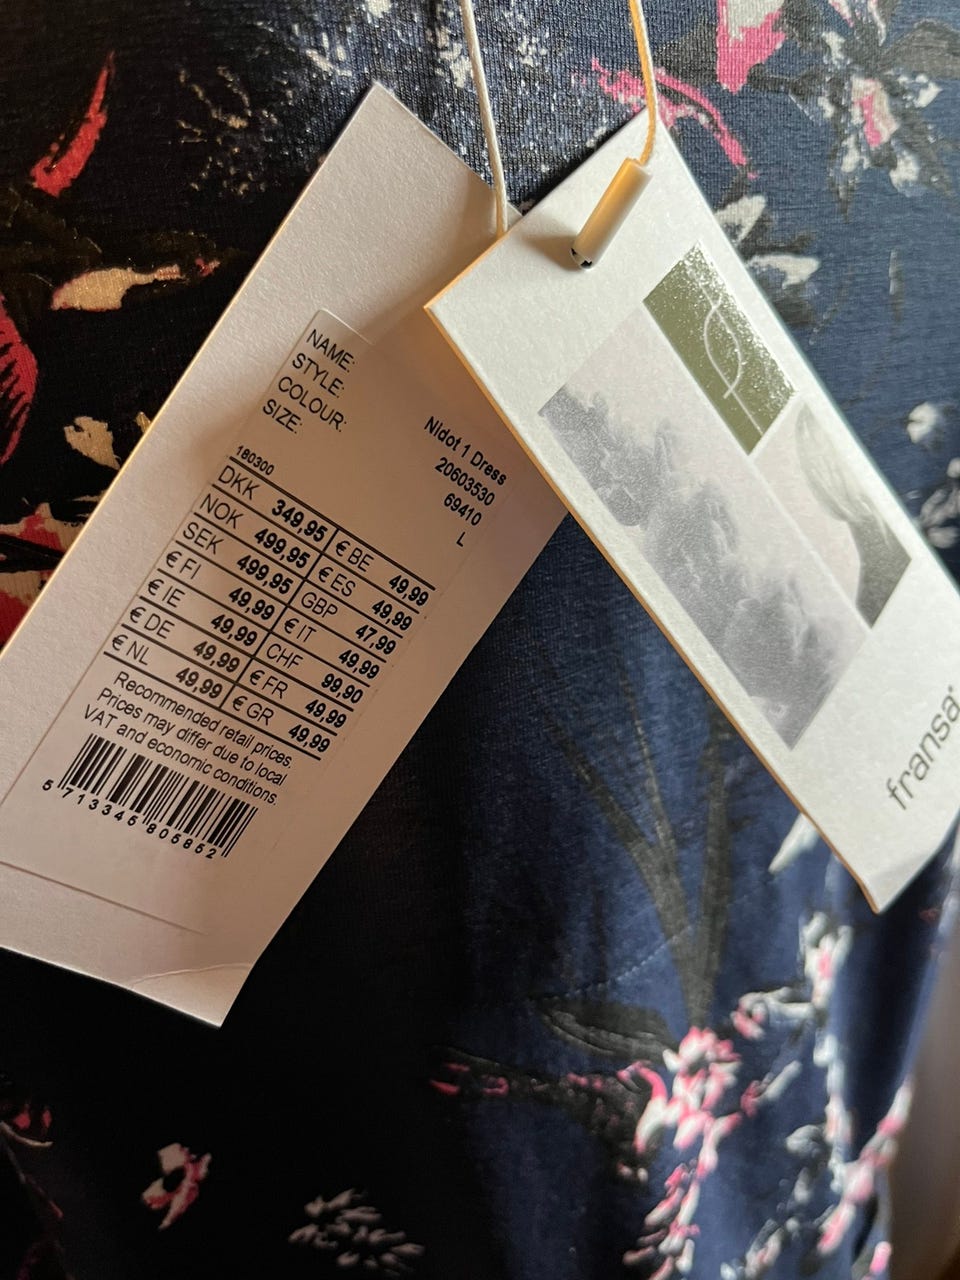 NAME: Nidot 1 Dress
STYLE: 20603530
COLOUR: 69410
SIZE: L
180300
DKK 349,95 € BE 49,99
NOK 499,95 € ES 49,99
SEK 499,95 GBP 47,99
€ FI 49,99 € IT 49,99
€ IE 49,99 CHF 99,90
€ DE 49,99 € FR 49,99
€ NL 49,99 € GR 49,99
Recommended retail prices.
Prices may differ due to local
VAT and economic conditions.
5 713345 805852
fransa®